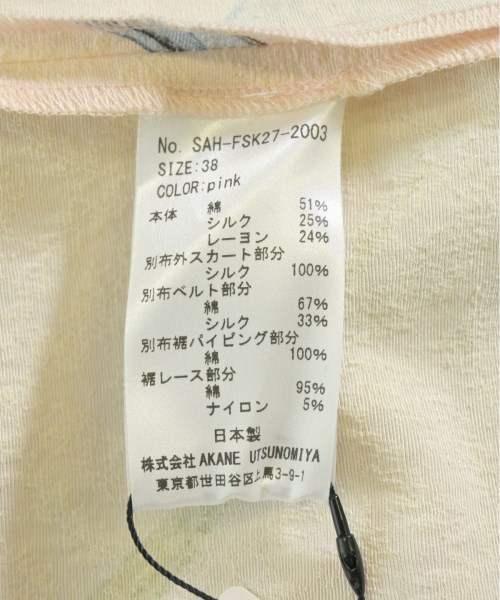 No. SAH-FSK27-2003
SIZE:38
COLOR:pink
本体 綿 51%
シルク 25%
レーヨン 24%
別布外スカート部分
シルク 100%
別布ベルト部分
綿 67%
シルク 33%
別布裾パイピング部分
綿 100%
裾レース部分
綿 95%
ナイロン 5%
日本製
株式会社AKANE UTSUNOMIYA
東京都世田谷区上馬3-9-1